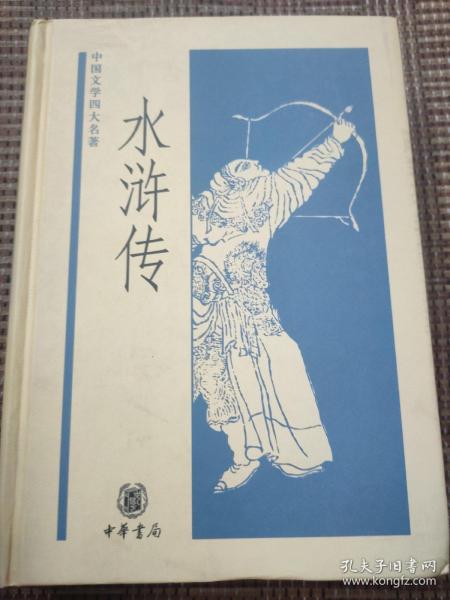 中国文学四大名著
水浒传
中華書局
孔夫子旧书网
www.kongfz.com